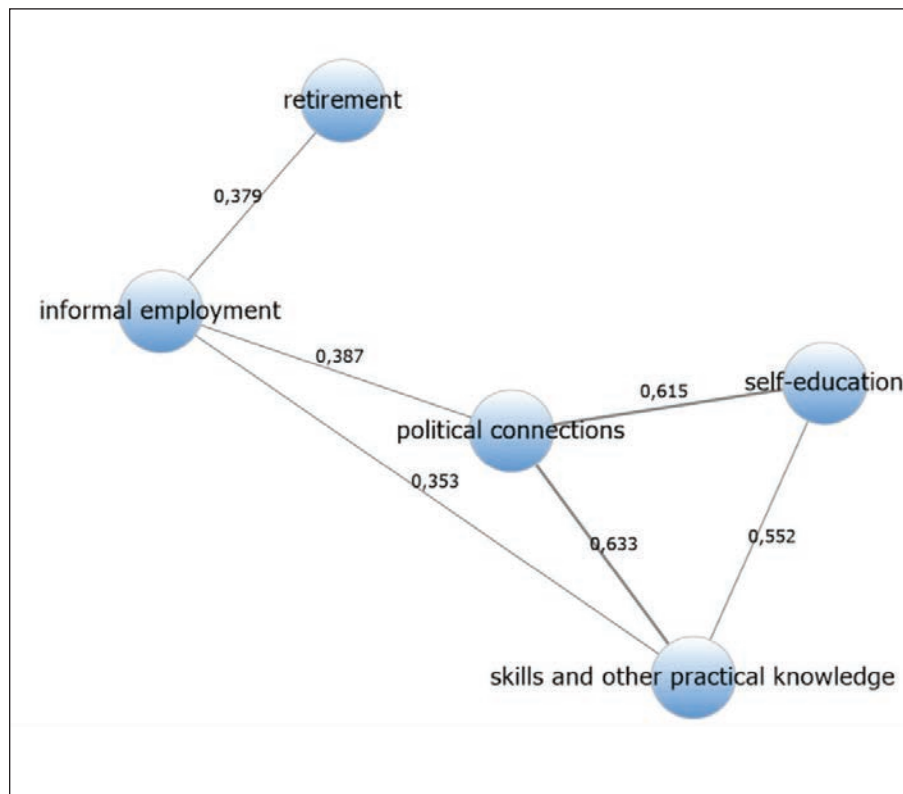 retirement
0,379
informal employment
0,387
self-education
0,615
political connections
0,353
0,633
0,552
skills and other practical knowledge